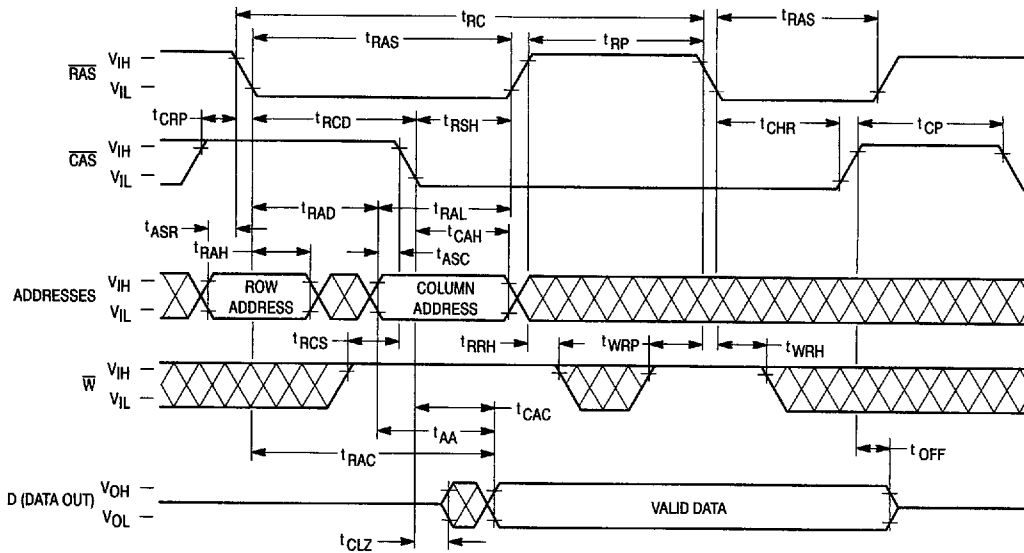 tRC
tRAS
tRAS
tRP
RAS
VIH
VIL
tCRP
tRCD
tRSH
tCHR
tCP
CAS
VIH
VIL
tRAD
tRAL
tASR
tCAH
tRAH
tASC
ADDRESSES
VIH
VIL
ROW
ADDRESS
COLUMN
ADDRESS
tRCS
tRRH
tWRP
tWRH
W
VIH
VIL
tCAC
tAA
tRAC
tOFF
D (DATA OUT)
VOH
VOL
VALID DATA
tCLZ